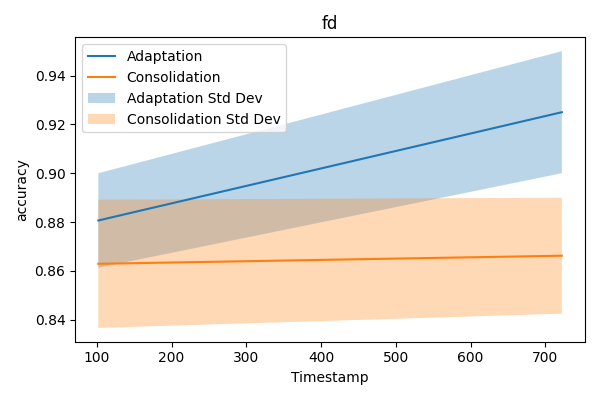 fd
Adaptation
Consolidation
Adaptation Std Dev
Consolidation Std Dev
accuracy
0.94
0.92
0.90
0.88
0.86
0.84
100 200 300 400 500 600 700
Timestamp